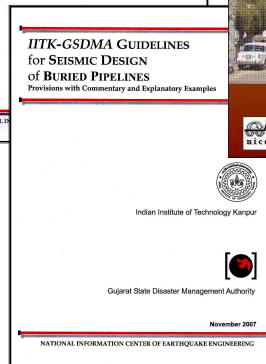 IITK-GSDMA GUIDELINES
for SEISMIC DESIGN
of BURIED PIPELINES
Provisions with Commentary and Explanatory Examples
nice
Indian Institute of Technology Kanpur
Gujarat State Disaster Management Authority
November 2007
NATIONAL INFORMATION CENTER OF EARTHQUAKE ENGINEERING